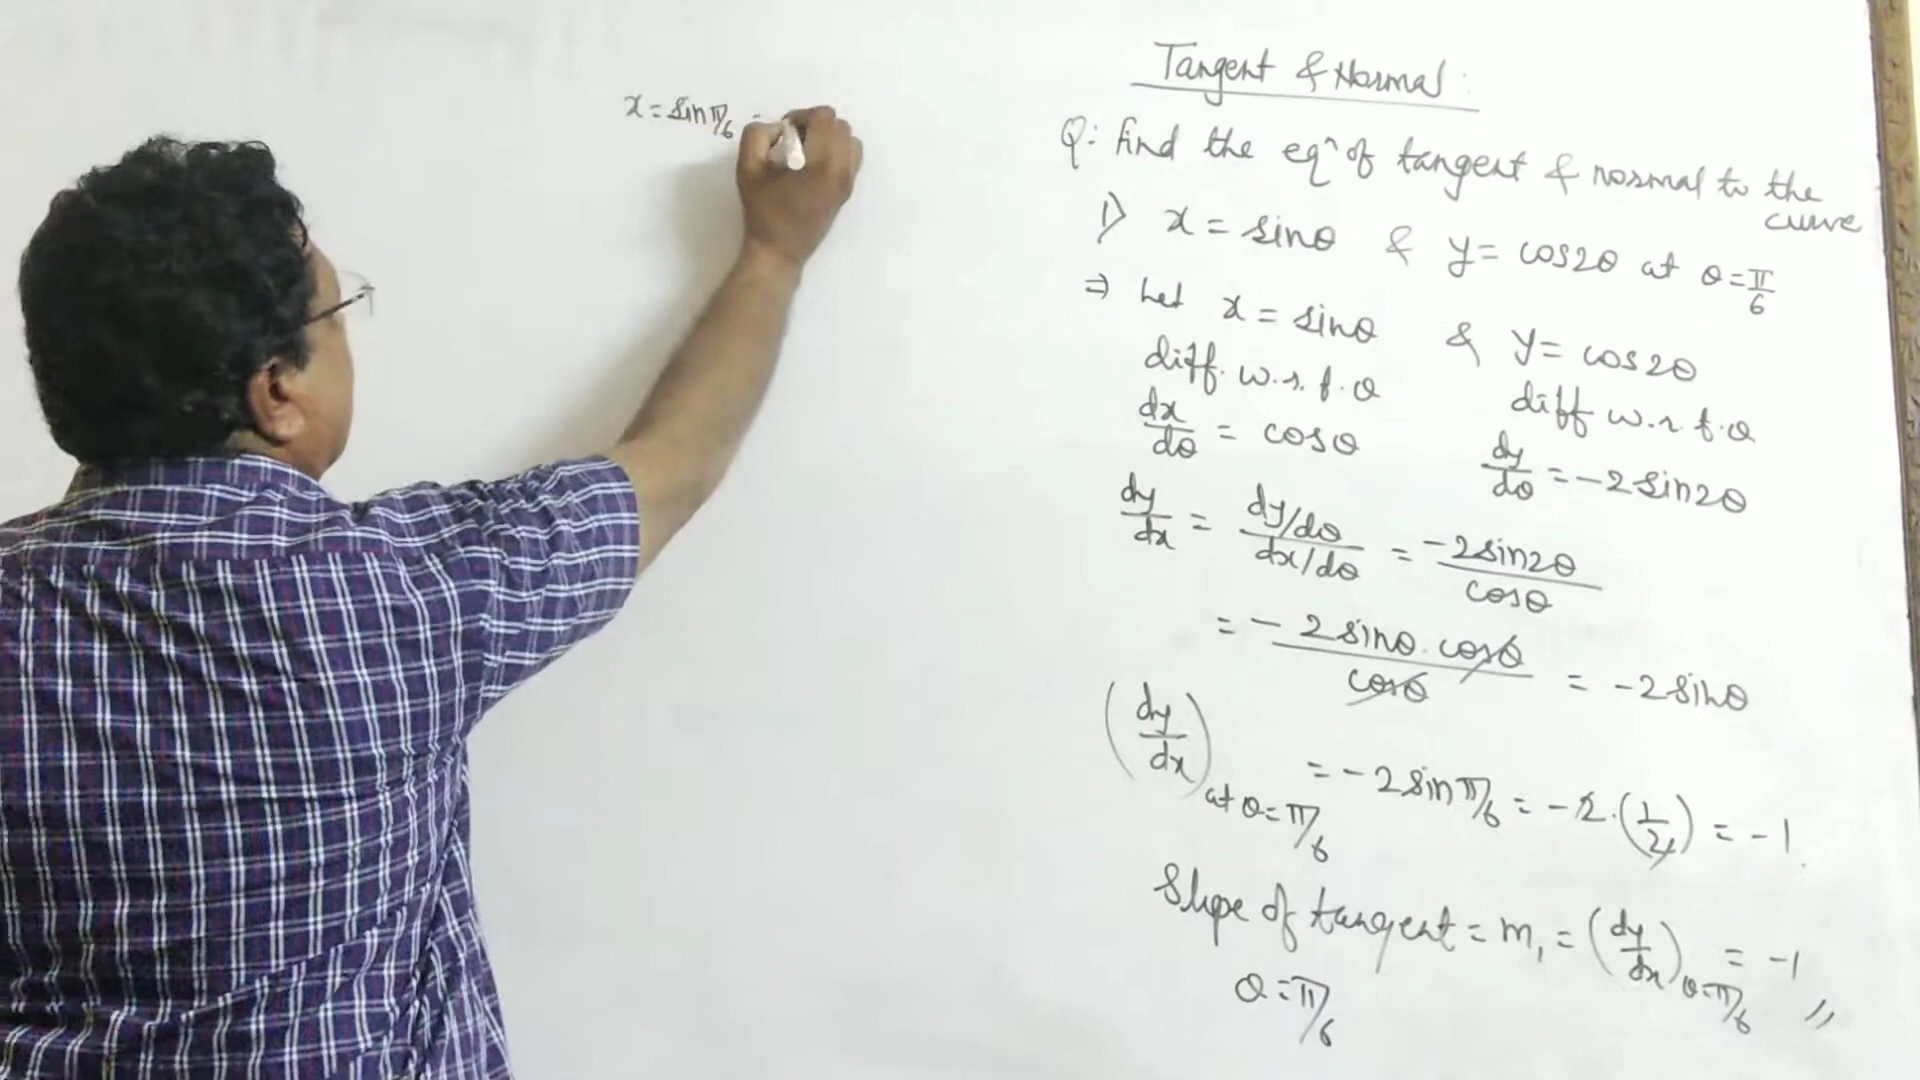 Tangent & Normal:
Q: Find the eqⁿ of tangent & normal to the curve
1) x = sinθ & y = cos2θ at θ = π/6
⇒ Let x = sinθ & y = cos2θ
diff. w.r.t. θ diff w.r.t. θ
dx/dθ = cosθ dy/dθ = -2sin2θ
dy/dx = (dy/dθ)/(dx/dθ) = -2sin2θ/cosθ
= -2sinθ.cosθ/cosθ = -2sinθ
(dy/dx) at θ=π/6 = -2sinπ/6 = -2.(1/2) = -1.
Slope of tangent = m₁ = (dy/dx)θ=π/6 = -1 〃
θ=π/6
x = sinπ/6 =